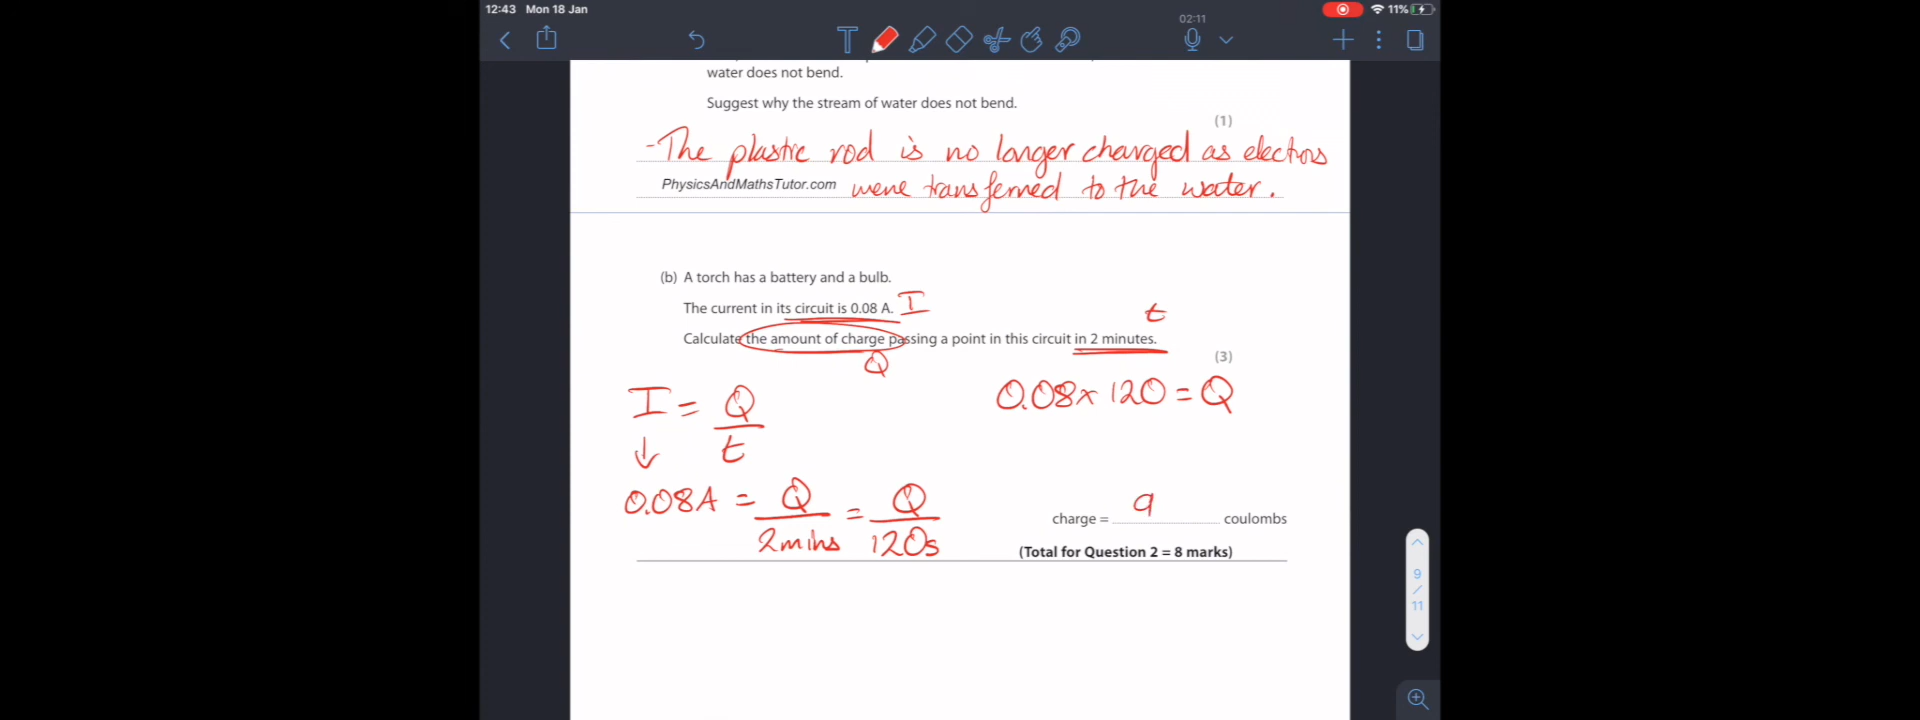 12:43 Mon 18 Jan
11%
02:11
T
water does not bend.
Suggest why the stream of water does not bend.
(1)
-The plastic rod is no longer charged as electrons
PhysicsAndMathsTutor.com were transferred to the water.
(b) A torch has a battery and a bulb.
The current in its circuit is 0.08 A. I
t
Calculate the amount of charge passing a point in this circuit in 2 minutes.
Q
(3)
I = Q/t
0.08 x 120 = Q
0.08A = Q/2mins = Q/120s
charge = 9 coulombs
(Total for Question 2 = 8 marks)
9
/
11